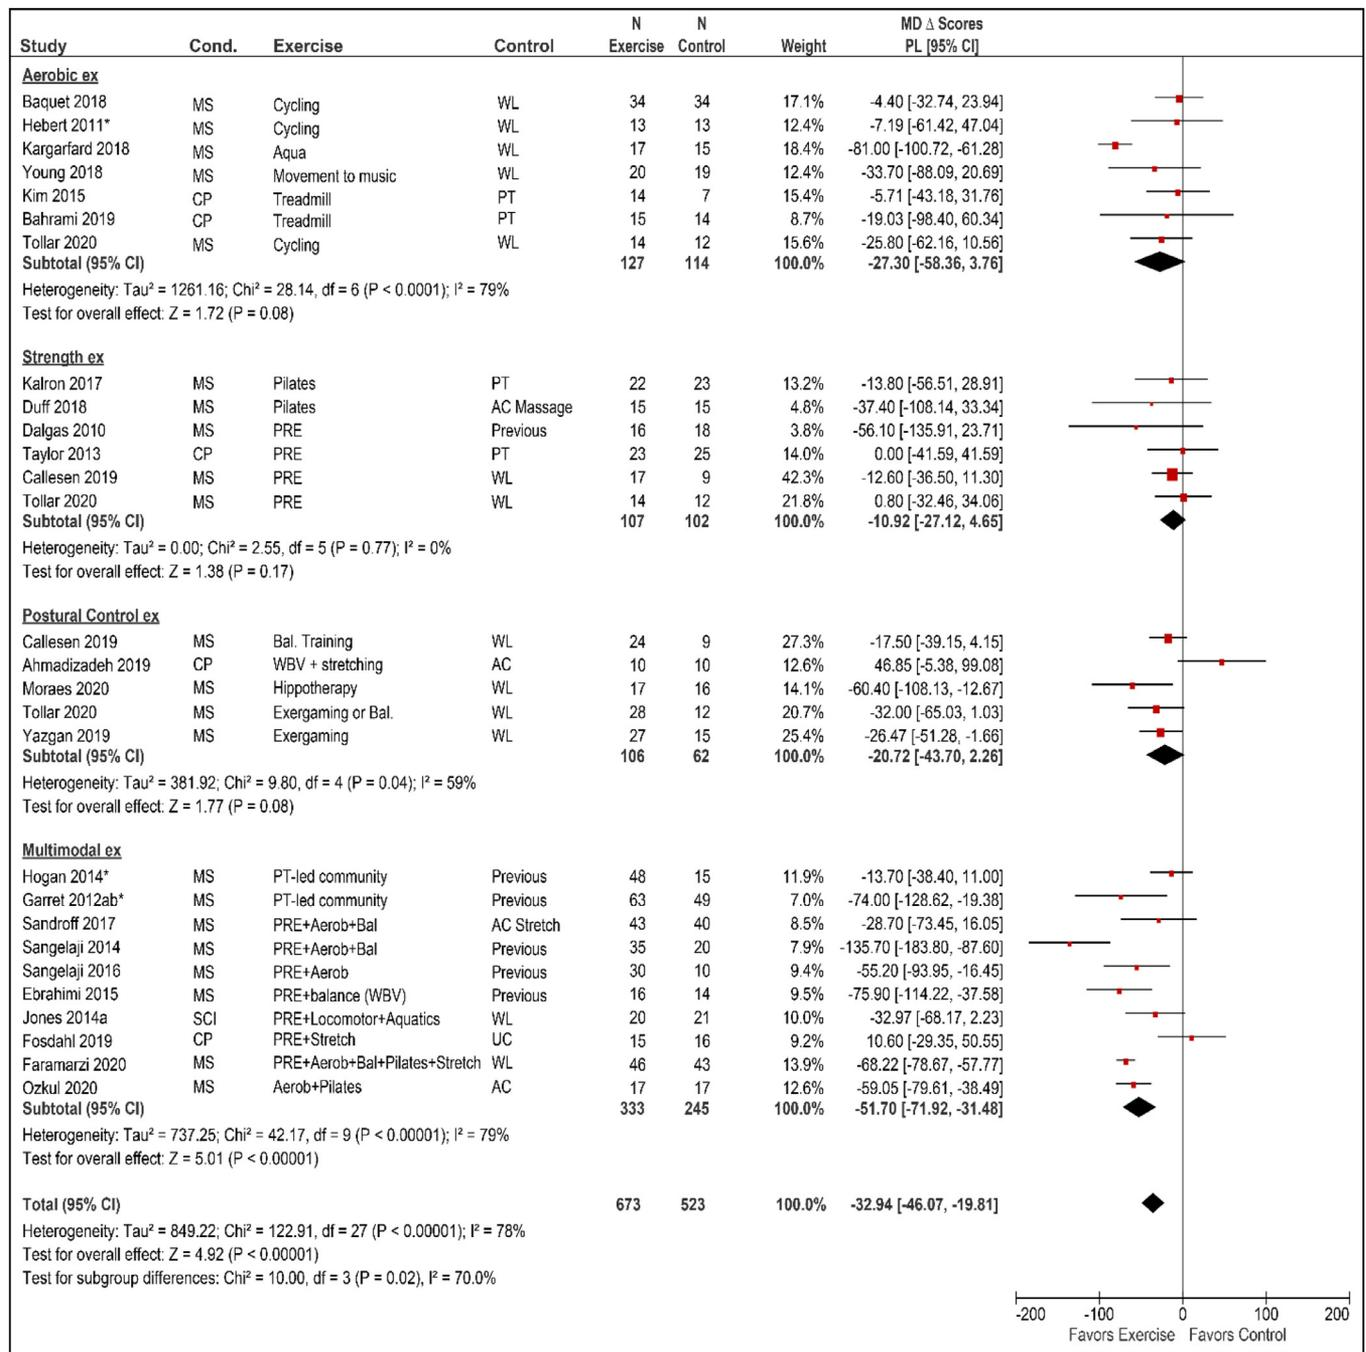 N N MD Δ Scores
Study Cond. Exercise Control Exercise Control Weight PL [95% CI]
Aerobic ex
Baquet 2018 MS Cycling WL 34 34 17.1% -4.40 [-32.74, 23.94]
Hebert 2011* MS Cycling WL 13 13 12.4% -7.19 [-61.42, 47.04]
Kargarfard 2018 MS Aqua WL 17 15 18.4% -81.00 [-100.72, -61.28]
Young 2018 MS Movement to music WL 20 19 12.4% -33.70 [-88.09, 20.69]
Kim 2015 CP Treadmill PT 14 7 15.4% -5.71 [-43.18, 31.76]
Bahrami 2019 CP Treadmill PT 15 14 8.7% -19.03 [-98.40, 60.34]
Tollar 2020 MS Cycling WL 14 12 15.6% -25.80 [-62.16, 10.56]
Subtotal (95% CI) 127 114 100.0% -27.30 [-58.36, 3.76]
Heterogeneity: Tau² = 1261.16; Chi² = 28.14, df = 6 (P < 0.0001); I² = 79%
Test for overall effect: Z = 1.72 (P = 0.08)
Strength ex
Kalron 2017 MS Pilates PT 22 23 13.2% -13.80 [-56.51, 28.91]
Duff 2018 MS Pilates AC Massage 15 15 4.8% -37.40 [-108.14, 33.34]
Dalgas 2010 MS PRE Previous 16 18 3.8% -56.10 [-135.91, 23.71]
Taylor 2013 CP PRE PT 23 25 14.0% 0.00 [-41.59, 41.59]
Callesen 2019 MS PRE WL 17 9 42.3% -12.60 [-36.50, 11.30]
Tollar 2020 MS PRE WL 14 12 21.8% 0.80 [-32.46, 34.06]
Subtotal (95% CI) 107 102 100.0% -10.92 [-27.12, 4.65]
Heterogeneity: Tau² = 0.00; Chi² = 2.55, df = 5 (P = 0.77); I² = 0%
Test for overall effect: Z = 1.38 (P = 0.17)
Postural Control ex
Callesen 2019 MS Bal. Training WL 24 9 27.3% -17.50 [-39.15, 4.15]
Ahmadizadeh 2019 CP WBV + stretching AC 10 10 12.6% 46.85 [-5.38, 99.08]
Moraes 2020 MS Hippotherapy WL 17 16 14.1% -60.40 [-108.13, -12.67]
Tollar 2020 MS Exergaming or Bal. WL 28 12 20.7% -32.00 [-65.03, 1.03]
Yazgan 2019 MS Exergaming WL 27 15 25.4% -26.47 [-51.28, -1.66]
Subtotal (95% CI) 106 62 100.0% -20.72 [-43.70, 2.26]
Heterogeneity: Tau² = 381.92; Chi² = 9.80, df = 4 (P = 0.04); I² = 59%
Test for overall effect: Z = 1.77 (P = 0.08)
Multimodal ex
Hogan 2014* MS PT-led community Previous 48 15 11.9% -13.70 [-38.40, 11.00]
Garret 2012ab* MS PT-led community Previous 63 49 7.0% -74.00 [-128.62, -19.38]
Sandroff 2017 MS PRE+Aerob+Bal AC Stretch 43 40 8.5% -28.70 [-73.45, 16.05]
Sangelaji 2014 MS PRE+Aerob+Bal Previous 35 20 7.9% -135.70 [-183.80, -87.60]
Sangelaji 2016 MS PRE+Aerob Previous 30 10 9.4% -55.20 [-93.95, -16.45]
Ebrahimi 2015 MS PRE+balance (WBV) Previous 16 14 9.5% -75.90 [-114.22, -37.58]
Jones 2014a SCI PRE+Locomotor+Aquatics WL 20 21 10.0% -32.97 [-68.17, 2.23]
Fosdahl 2019 CP PRE+Stretch UC 15 16 9.2% 10.60 [-29.35, 50.55]
Faramarzi 2020 MS PRE+Aerob+Bal+Pilates+Stretch WL 46 43 13.9% -68.22 [-78.67, -57.77]
Ozkul 2020 MS Aerob+Pilates AC 17 17 12.6% -59.05 [-79.61, -38.49]
Subtotal (95% CI) 333 245 100.0% -51.70 [-71.92, -31.48]
Heterogeneity: Tau² = 737.25; Chi² = 42.17, df = 9 (P < 0.00001); I² = 79%
Test for overall effect: Z = 5.01 (P < 0.00001)
Total (95% CI) 673 523 100.0% -32.94 [-46.07, -19.81]
Heterogeneity: Tau² = 849.22; Chi² = 122.91, df = 27 (P < 0.00001); I² = 78%
Test for overall effect: Z = 4.92 (P < 0.00001)
Test for subgroup differences: Chi² = 10.00, df = 3 (P = 0.02), I² = 70.0%
-200 -100 0 100 200
Favors Exercise Favors Control